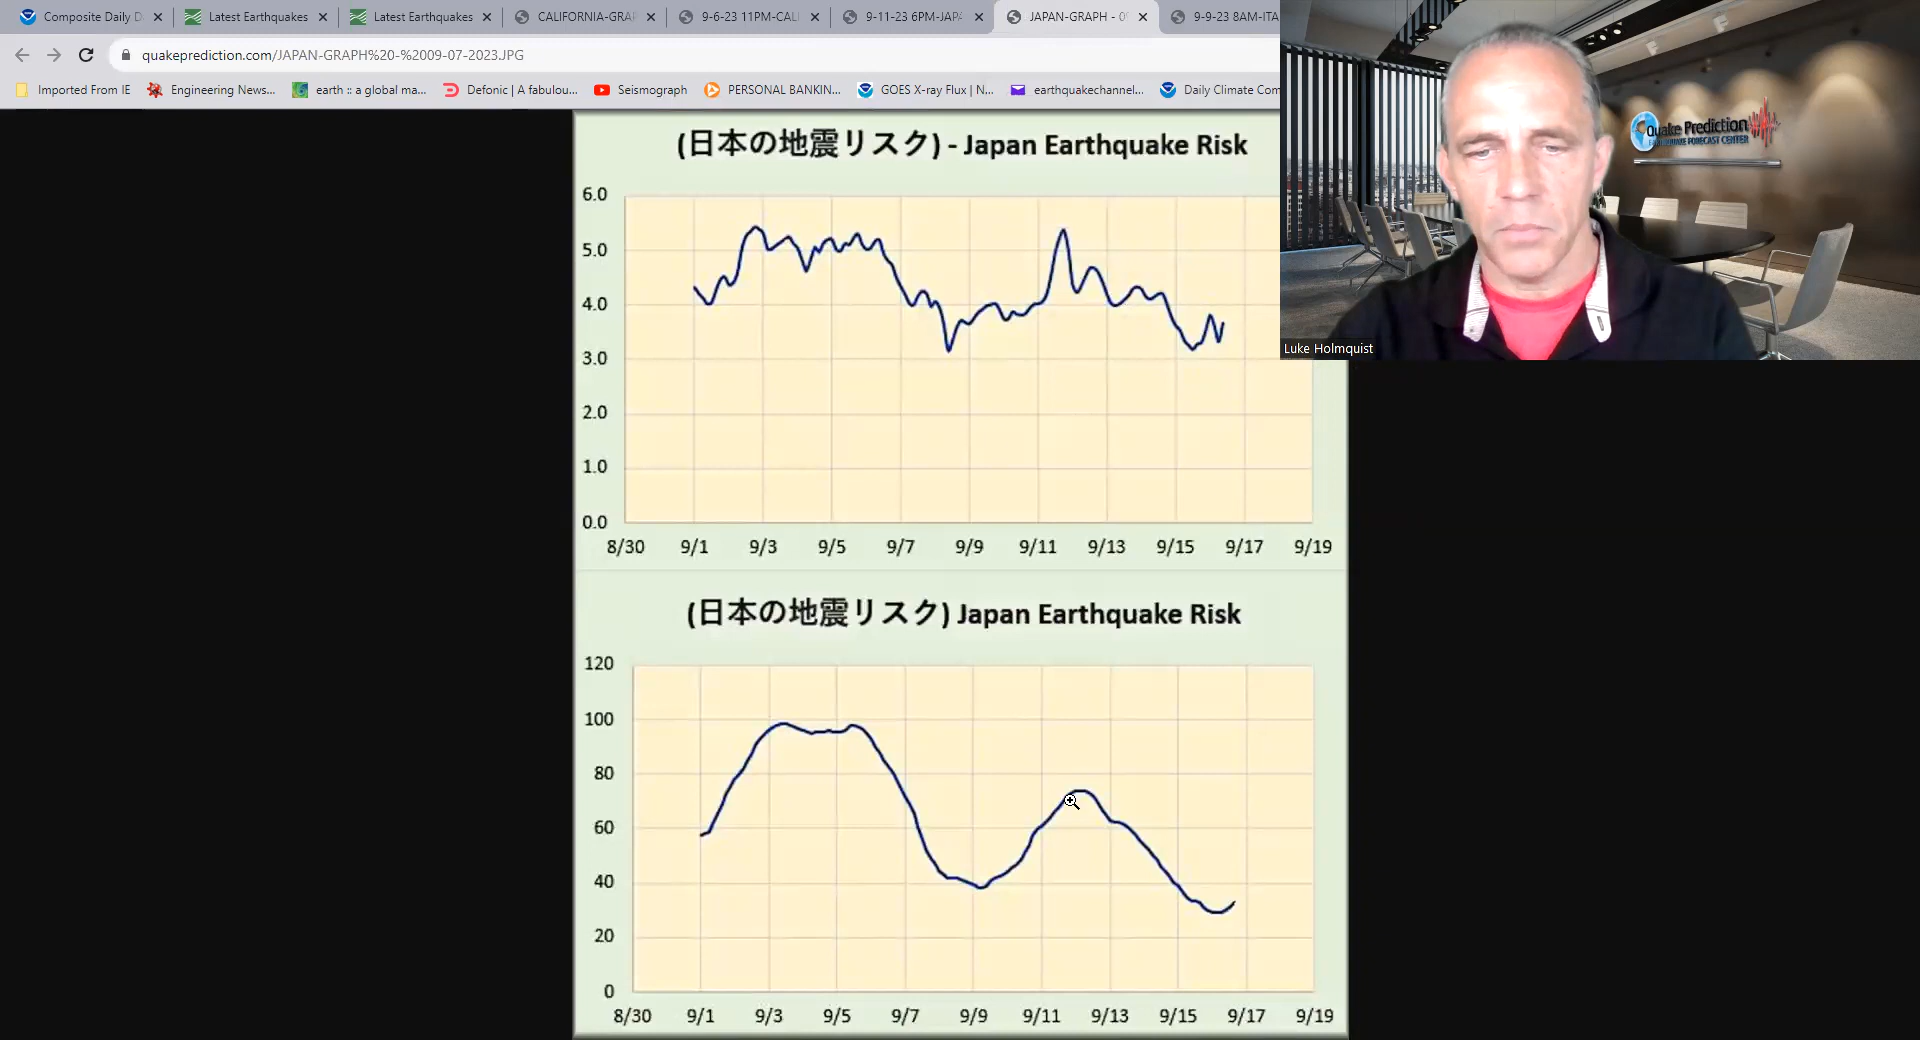 Composite Daily D
Latest Earthquakes
Latest Earthquakes
CALIFORNIA-GRAP
9-6-23 11PM-CALI
9-11-23 6PM-JAPA
JAPAN-GRAPH - 09
9-9-23 8AM-ITA
quakeprediction.com/JAPAN-GRAPH%20-%2009-07-2023.JPG
Imported From IE
Engineering News...
earth :: a global ma...
Defonic | A fabulou...
Seismograph
PERSONAL BANKIN...
GOES X-ray Flux | N...
earthquakechannel...
Daily Climate Com
Quake Prediction
EARTHQUAKE FORECAST CENTER
Luke Holmquist
(日本の地震リスク) - Japan Earthquake Risk
6.0
5.0
4.0
3.0
2.0
1.0
0.0
8/30 9/1 9/3 9/5 9/7 9/9 9/11 9/13 9/15 9/17 9/19
(日本の地震リスク) Japan Earthquake Risk
120
100
80
60
40
20
0
8/30 9/1 9/3 9/5 9/7 9/9 9/11 9/13 9/15 9/17 9/19